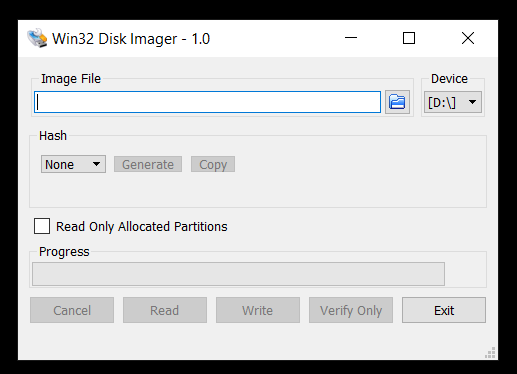 Win32 Disk Imager - 1.0
Image File
Device
[D:\]
Hash
None
Generate
Copy
Read Only Allocated Partitions
Progress
Cancel
Read
Write
Verify Only
Exit